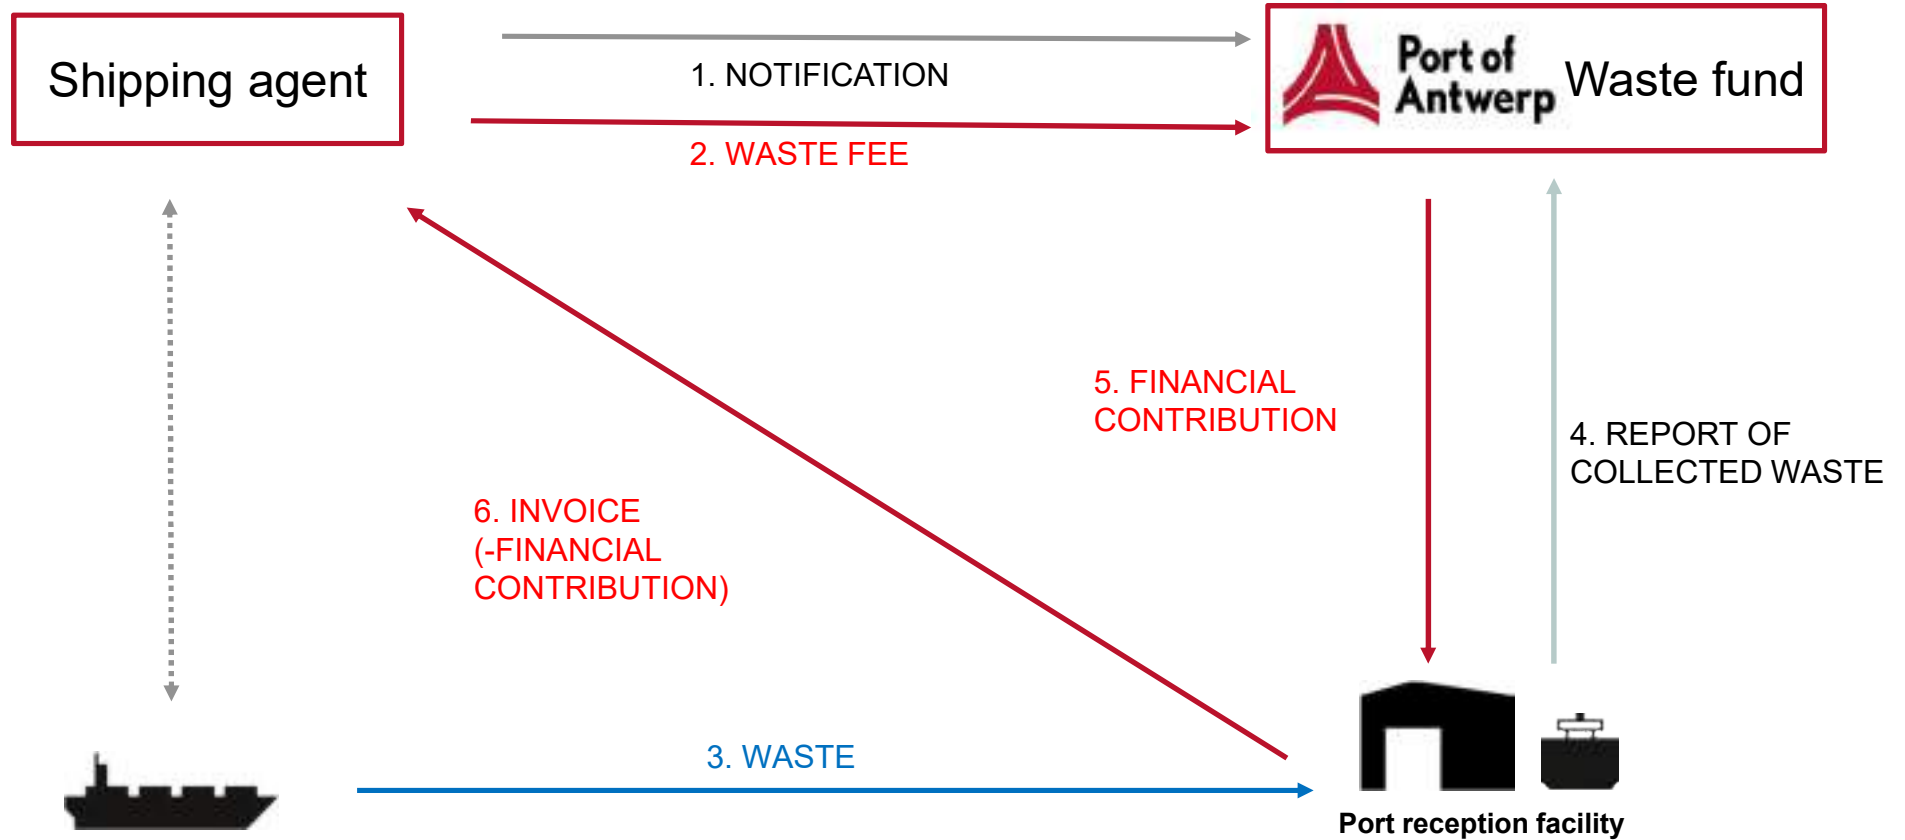 Shipping agent
1. NOTIFICATION
2. WASTE FEE
Port of
Antwerp
Waste fund
5. FINANCIAL
CONTRIBUTION
4. REPORT OF
COLLECTED WASTE
6. INVOICE
(-FINANCIAL
CONTRIBUTION)
3. WASTE
Port reception facility